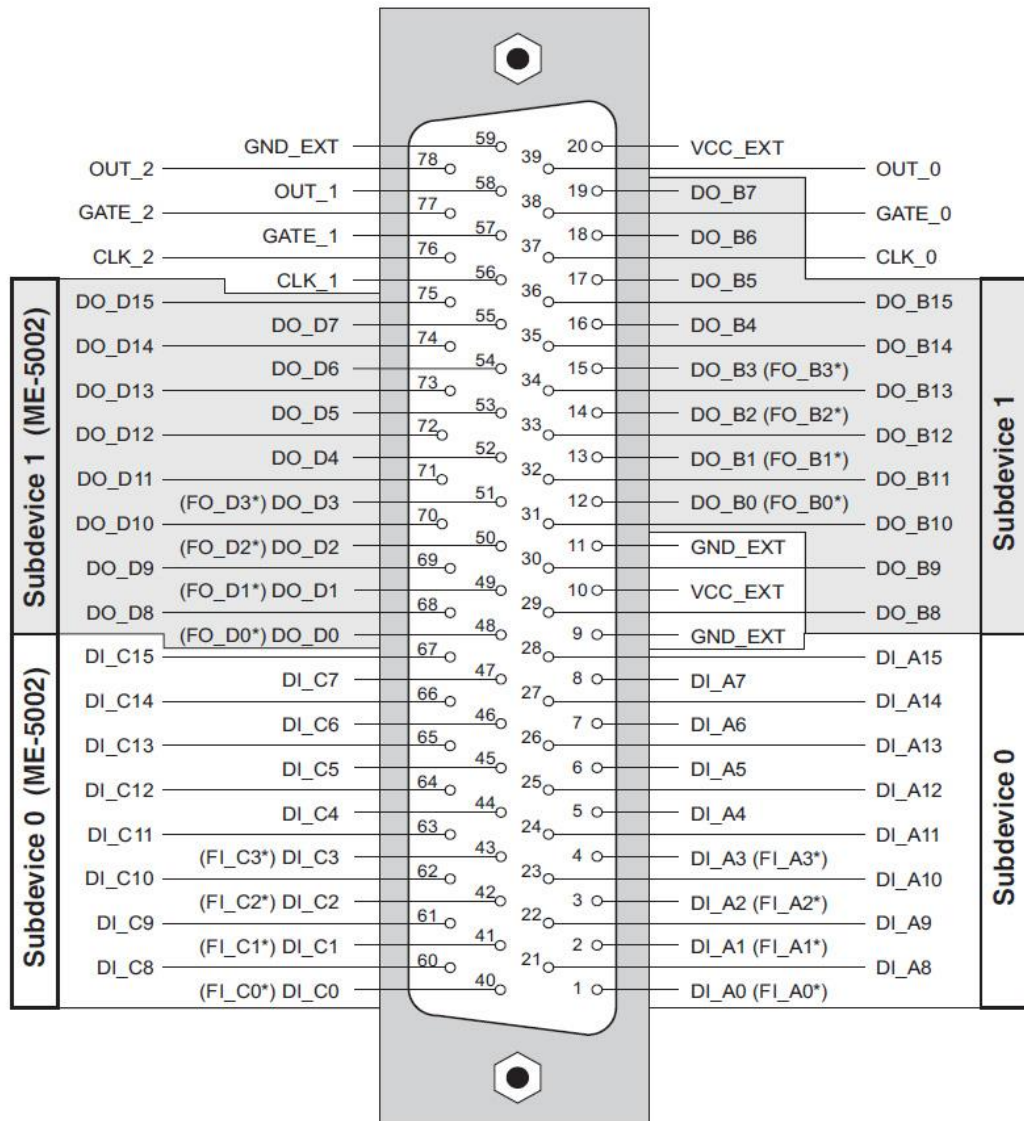 GND_EXT 59 20 VCC_EXT
OUT_2 78 39 OUT_0
OUT_1 58 19 DO_B7
GATE_2 77 38 GATE_0
GATE_1 57 18 DO_B6
CLK_2 76 37 CLK_0
CLK_1 56 17 DO_B5
DO_D15 75 36 DO_B15
DO_D7 55 16 DO_B4
DO_D14 74 35 DO_B14
DO_D6 54 15 DO_B3 (FO_B3*)
DO_D13 73 34 DO_B13
DO_D5 53 14 DO_B2 (FO_B2*)
DO_D12 72 33 DO_B12
DO_D4 52 13 DO_B1 (FO_B1*)
DO_D11 71 32 DO_B11
(FO_D3*) DO_D3 51 12 DO_B0 (FO_B0*)
DO_D10 70 31 DO_B10
(FO_D2*) DO_D2 50 11 GND_EXT
DO_D9 69 30 DO_B9
(FO_D1*) DO_D1 49 10 VCC_EXT
DO_D8 68 29 DO_B8
(FO_D0*) DO_D0 48 9 GND_EXT
DI_C15 67 28 DI_A15
DI_C7 47 8 DI_A7
DI_C14 66 27 DI_A14
DI_C6 46 7 DI_A6
DI_C13 65 26 DI_A13
DI_C5 45 6 DI_A5
DI_C12 64 25 DI_A12
DI_C4 44 5 DI_A4
DI_C11 63 24 DI_A11
(FI_C3*) DI_C3 43 4 DI_A3 (FI_A3*)
DI_C10 62 23 DI_A10
(FI_C2*) DI_C2 42 3 DI_A2 (FI_A2*)
DI_C9 61 22 DI_A9
(FI_C1*) DI_C1 41 2 DI_A1 (FI_A1*)
DI_C8 60 21 DI_A8
(FI_C0*) DI_C0 40 1 DI_A0 (FI_A0*)
Subdevice 1 (ME-5002)
Subdevice 0 (ME-5002)
Subdevice 1
Subdevice 0